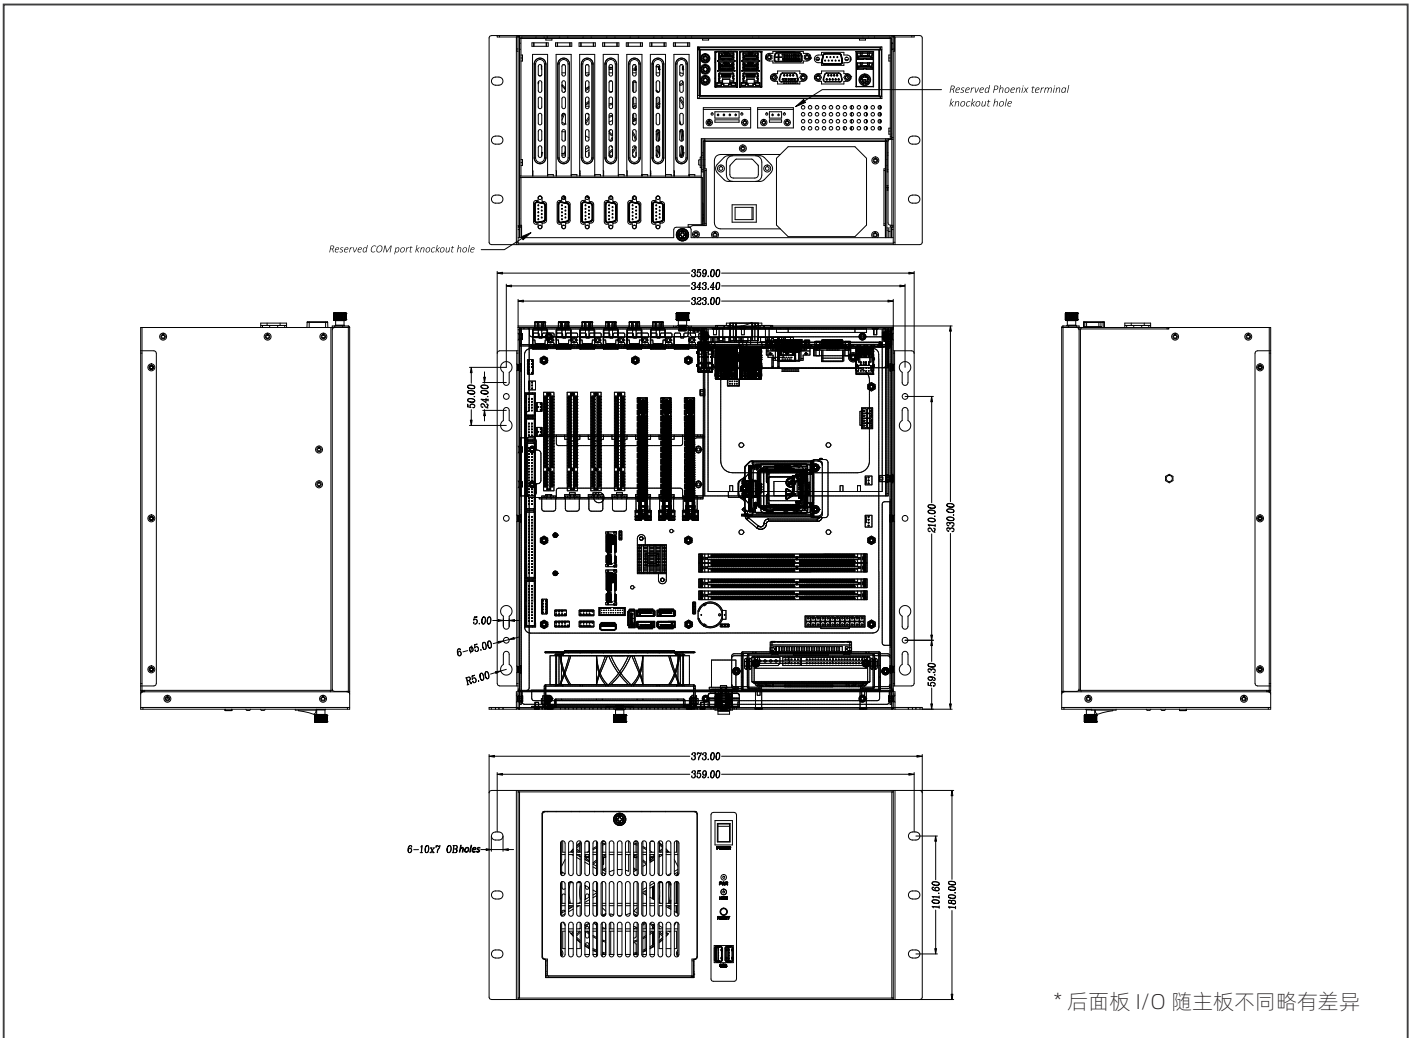 Reserved Phoenix terminal
knockout hole
Reserved COM port knockout hole
359.00
343.40
323.00
50.00
24.00
210.00
330.00
5.00
6-ø5.00
R5.00
59.30
373.00
359.00
6-10x7 OBholes
101.60
180.00
* 后面板 I/O 随主板不同略有差异